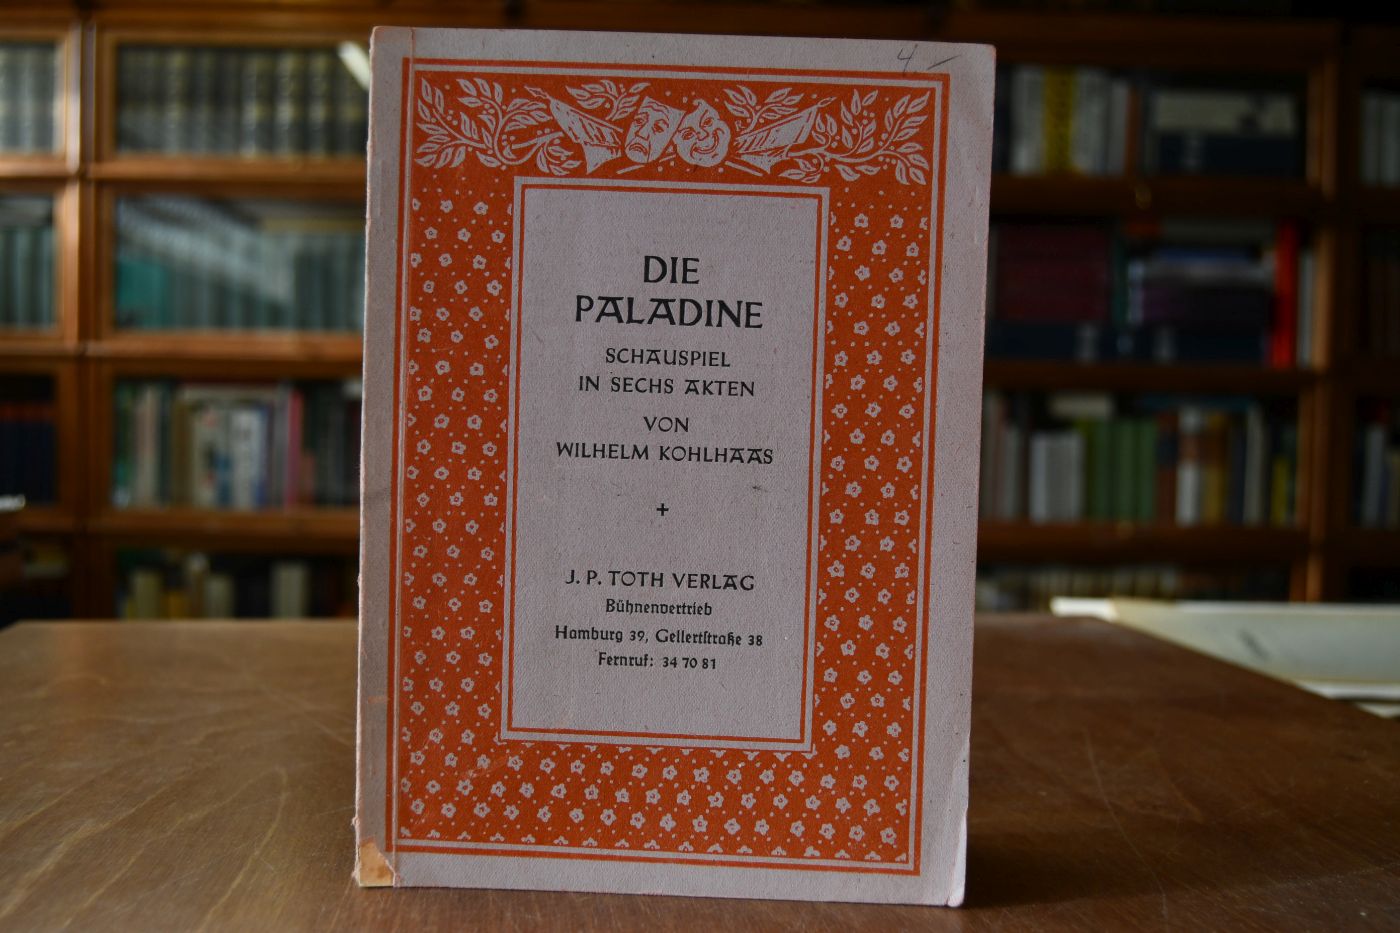 4.-
DIE
PALADINE
SCHAUSPIEL
IN SECHS AKTEN
VON
WILHELM KOHLHAAS
+
J. P. TOTH VERLAG
Bühnenvertrieb
Hamburg 39, Gellertstraße 38
Fernruf: 34 70 81